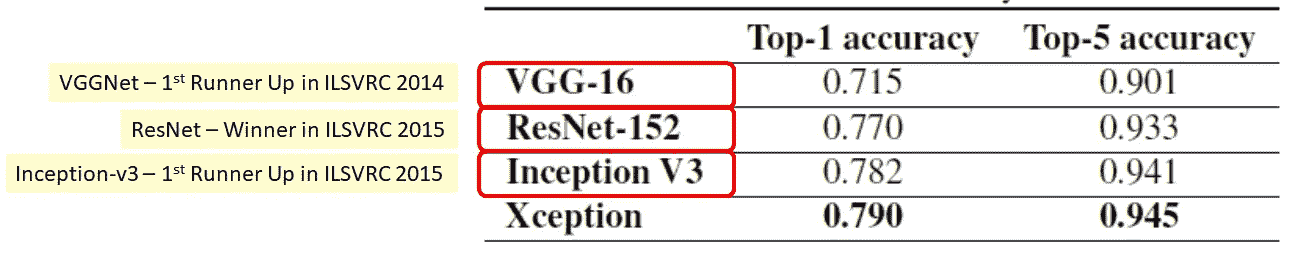 Top-1 accuracy Top-5 accuracy
VGGNet – 1st Runner Up in ILSVRC 2014 VGG-16 0.715 0.901
ResNet – Winner in ILSVRC 2015 ResNet-152 0.770 0.933
Inception-v3 – 1st Runner Up in ILSVRC 2015 Inception V3 0.782 0.941
Xception 0.790 0.945